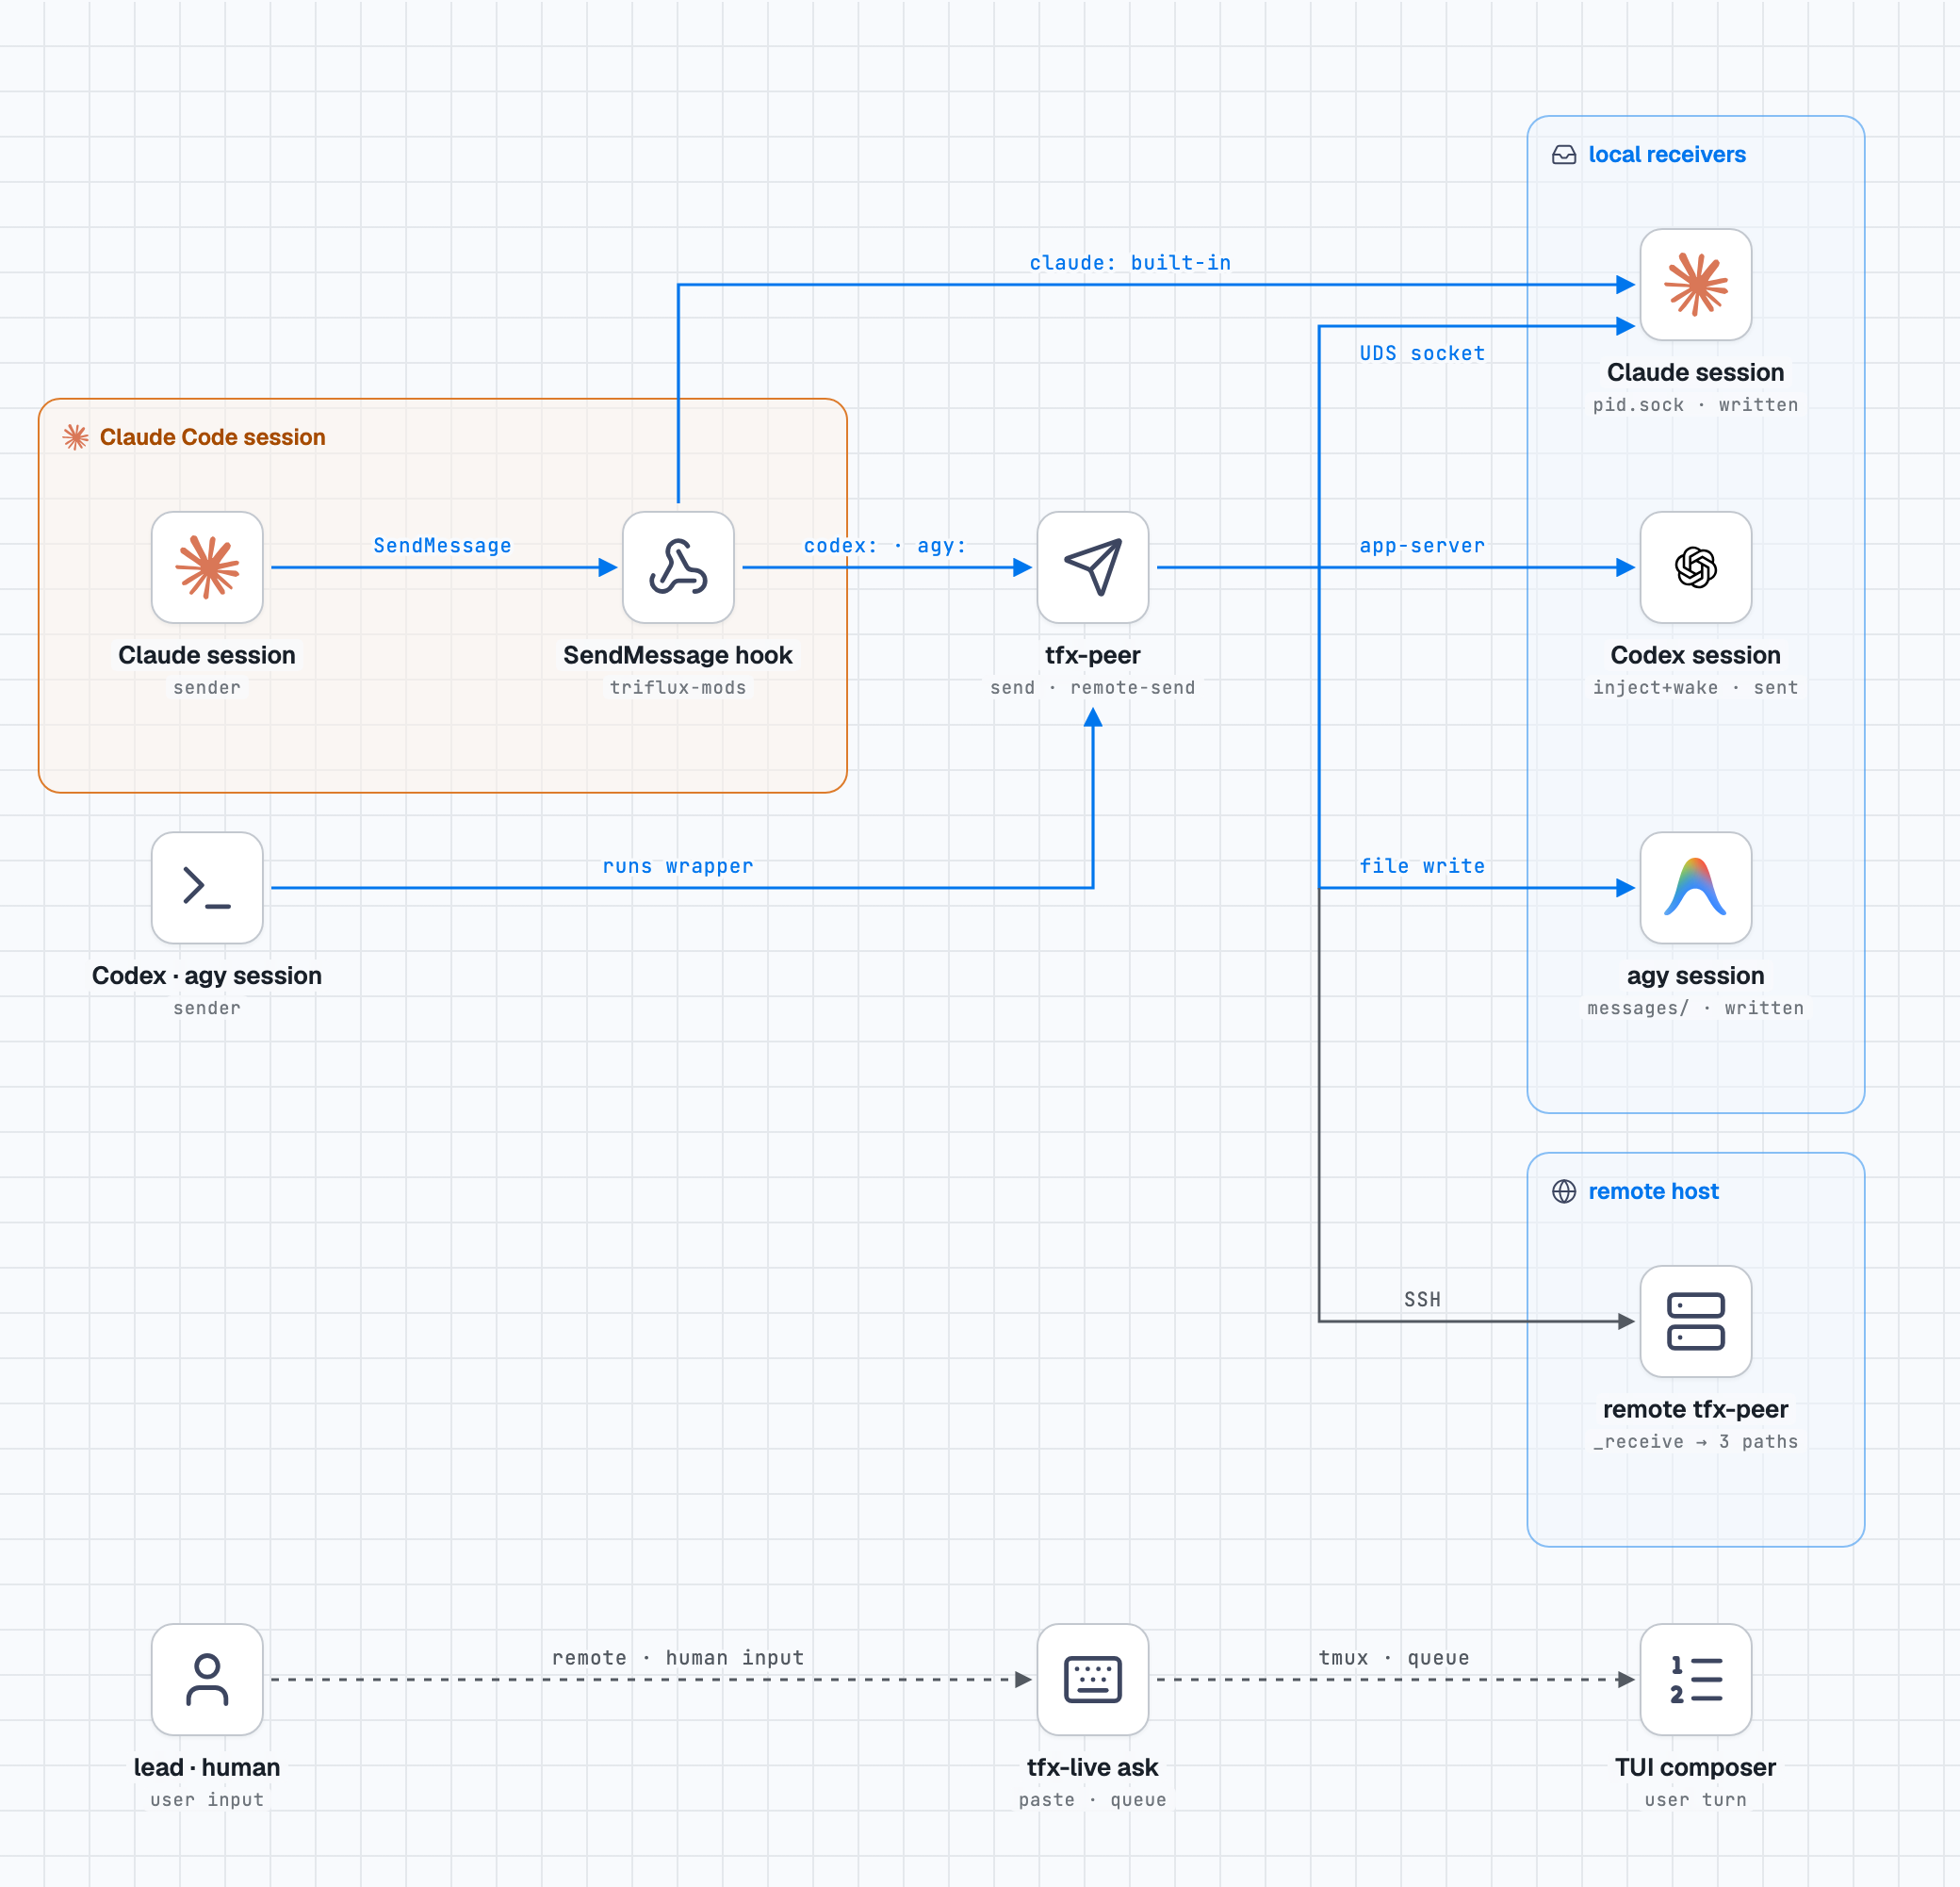 local receivers
claude: built-in
UDS socket
Claude session
pid.sock · written
Claude Code session
SendMessage
codex: · agy:
app-server
Claude session
sender
SendMessage hook
triflux-mods
tfx-peer
send · remote-send
Codex session
inject+wake · sent
runs wrapper
file write
Codex · agy session
sender
agy session
messages/ · written
remote host
SSH
remote tfx-peer
_receive → 3 paths
remote · human input
tmux · queue
1
2
lead · human
user input
tfx-live ask
paste · queue
TUI composer
user turn